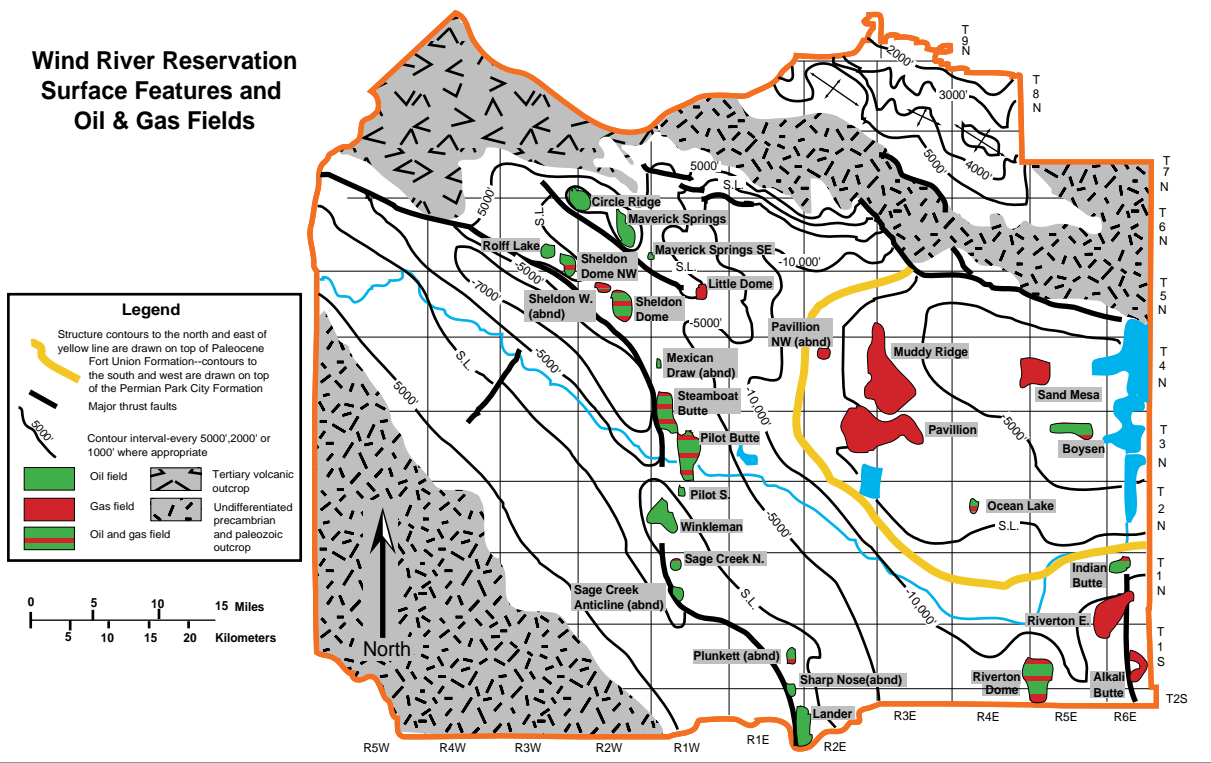 Wind River Reservation
Surface Features and
Oil & Gas Fields
Legend
Structure contours to the north and east of
yellow line are drawn on top of Paleocene
Fort Union Formation--contours to
the south and west are drawn on top
of the Permian Park City Formation
Major thrust faults
5000'
Contour interval-every 5000',2000' or
1000' where appropriate
Oil field
Tertiary volcanic
outcrop
Gas field
Undifferentiated
precambrian
and paleozoic
outcrop
Oil and gas field
0 5 10 15 Miles
5 10 15 20 Kilometers
North
T9N
T8N
T7N
T6N
T5N
T4N
T3N
T2N
T1N
T1S
T2S
R5W
R4W
R3W
R2W
R1W
R1E
R2E
R3E
R4E
R5E
R6E
-2000'
3000'
5000'
4000'
5000'
S.L.
5000'
S.L.
Circle Ridge
Maverick Springs
Rolff Lake
Maverick Springs SE
Sheldon
Dome NW
-10,000'
S.L.
-5000'
Little Dome
-7000'
Sheldon W.
(abnd)
Sheldon
Dome
-5000'
Pavillion
NW (abnd)
Muddy Ridge
Mexican
Draw (abnd)
S.L.
-5000'
5000'
Sand Mesa
Steamboat
Butte
-10,000'
Pavillion
-5000'
Boysen
Pilot Butte
Pilot S.
Ocean Lake
Winkleman
-5000'
S.L.
Sage Creek N.
Indian
Butte
Sage Creek
Anticline (abnd)
S.L.
-10,000'
Riverton E.
Plunkett (abnd)
Sharp Nose(abnd)
Riverton
Dome
Alkali
Butte
Lander